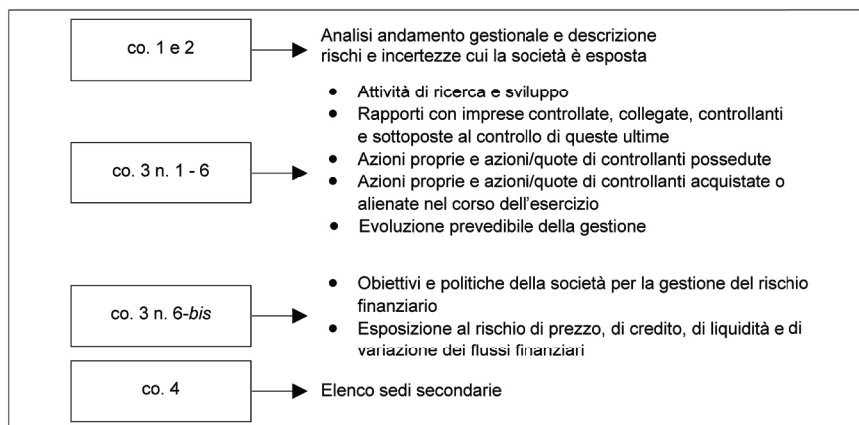 co. 1 e 2
Analisi andamento gestionale e descrizione
rischi e incertezze cui la società è esposta
co. 3 n. 1 - 6
• Attività di ricerca e sviluppo
• Rapporti con imprese controllate, collegate, controllanti
e sottoposte al controllo di queste ultime
• Azioni proprie e azioni/quote di controllanti possedute
• Azioni proprie e azioni/quote di controllanti acquistate o
alienate nel corso dell'esercizio
• Evoluzione prevedibile della gestione
co. 3 n. 6-bis
• Obiettivi e politiche della società per la gestione del rischio
finanziario
• Esposizione al rischio di prezzo, di credito, di liquidità e di
variazione dei flussi finanziari
co. 4
Elenco sedi secondarie